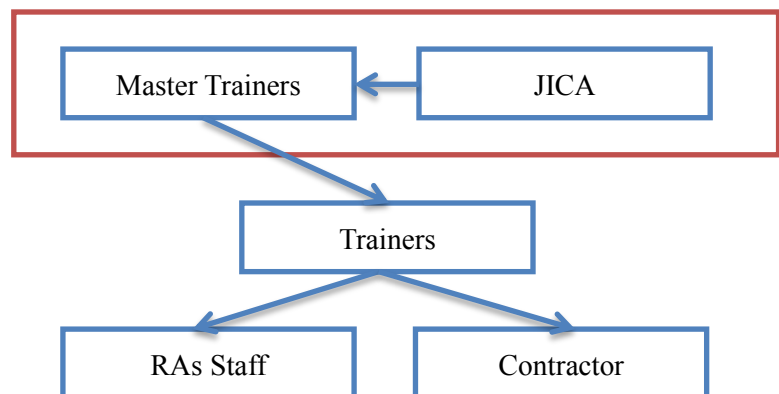 Master Trainers
JICA
Trainers
RAs Staff
Contractor